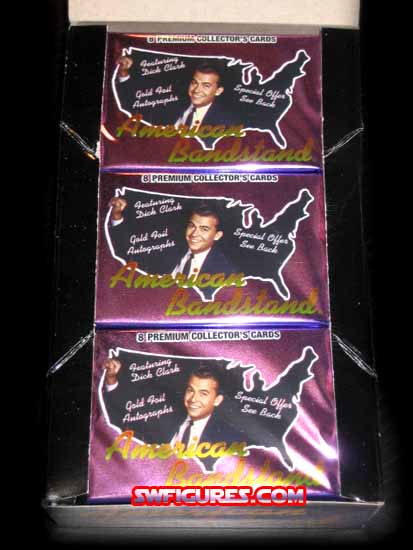 8 PREMIUM COLLECTOR'S CARDS
Featuring
Dick Clark
Gold Foil
Autographs
Special Offer
See Back
American
Bandstand
8 PREMIUM COLLECTOR'S CARDS
Featuring
Dick Clark
Gold Foil
Autographs
Special Offer
See Back
American
Bandstand
8 PREMIUM COLLECTOR'S CARDS
Featuring
Dick Clark
Gold Foil
Autographs
Special Offer
See Back
American
Bandstand
SWFIGURES.COM